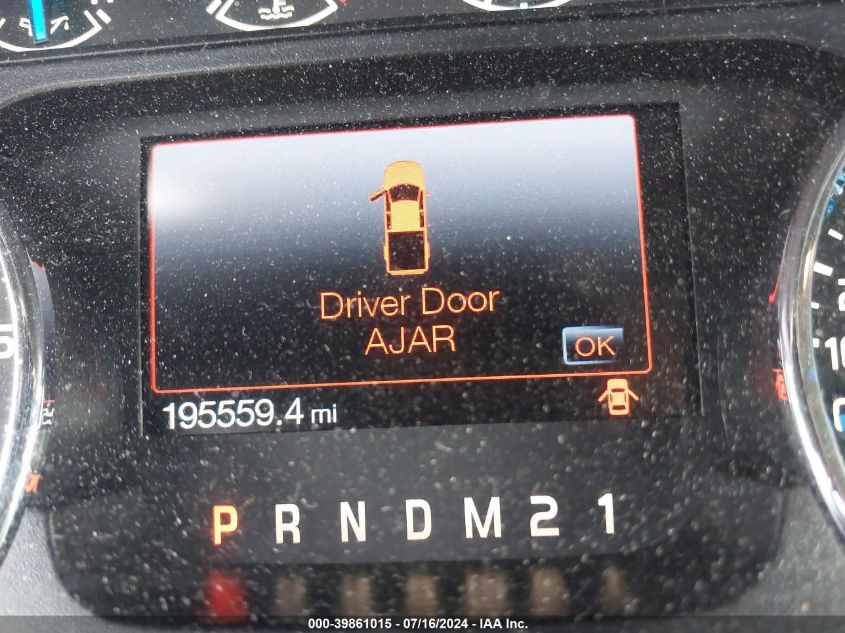 Driver Door
AJAR
OK
195559.4 mi
P R N D M 2 1
000-39861015 - 07/16/2024 - IAA Inc.